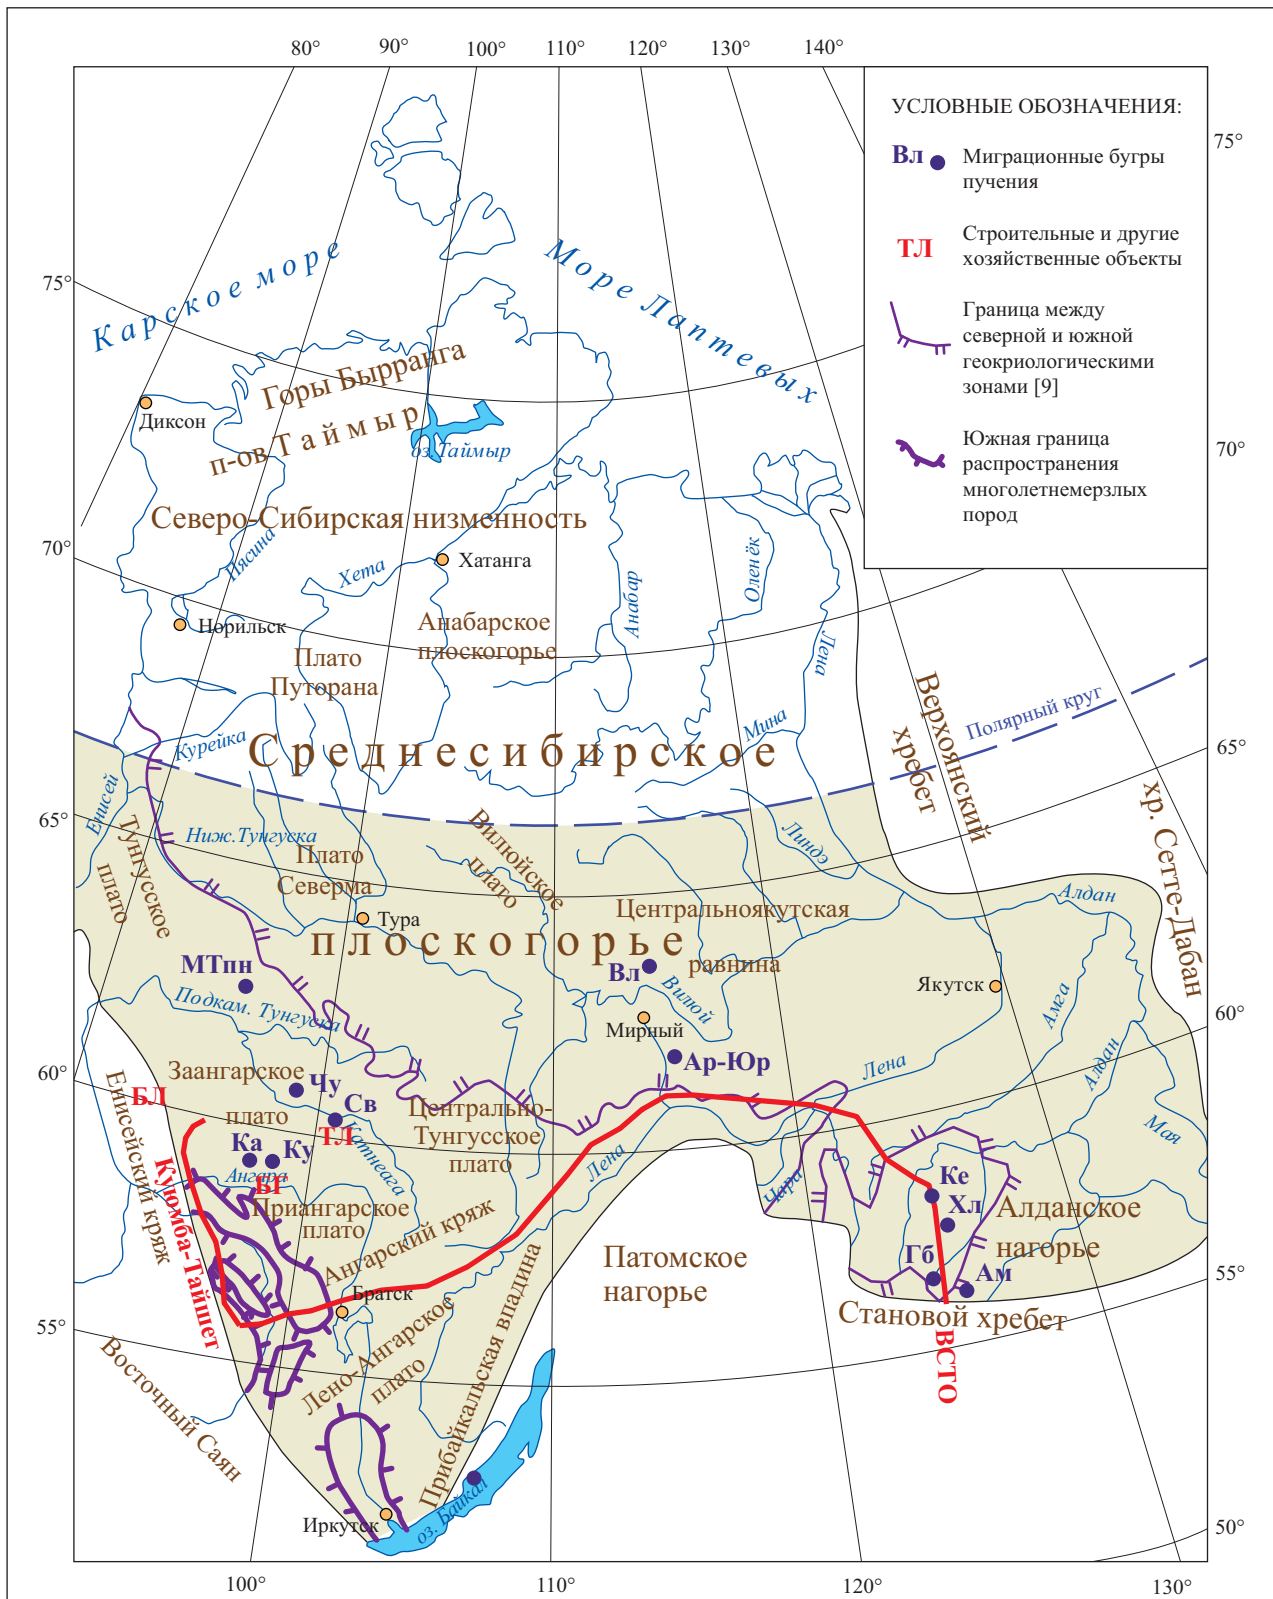 80°
90°
100°
110°
120°
130°
140°
УСЛОВНЫЕ ОБОЗНАЧЕНИЯ:
Вл
Миграционные бугры
пучения
ТЛ
Строительные и другие
хозяйственные объекты
Граница между
северной и южной
геокриологическими
зонами [9]
Южная граница
распространения
многолетнемерзлых
пород
75°
70°
65°
60°
55°
50°
75°
70°
65°
60°
55°
100°
110°
120°
130°
Карское море
Море Лаптевых
Горы Бырранга
п-ов Таймыр
оз.Таймыр
Диксон
Северо-Сибирская низменность
Пясина
Хета
Хатанга
Анабар
Оленёк
Лена
Норильск
Анабарское
плоскогорье
Плато
Путорана
Верхоянский
хребет
Полярный круг
Мина
Курейка
Среднесибирское
хр. Сетте-Дабан
Енисей
Тунгусское
плато
Ниж.Тунгуска
Плато
Северма
Вилюйское
плато
Линдэ
Алдан
Центральноякутская
Тура
плоскогорье
равнина
МТпн
Вл
Вилюй
Якутск
Подкам. Тунгуска
Мирный
Амга
Ар-Юр
Алдан
Лена
Мая
Заангарское
плато
Чу
Св
ТЛ
БЛ
Енисейский кряж
Центрально-
Тунгусское
плато
Катнеага
Ка
Ку
Ангара
БГ
Лена
Чара
Ке
Хл
Алданское
нагорье
Куюмба-Тайшет
Приангарское
плато
Ангарский кряж
Патомское
нагорье
Гб
Ам
Братск
Становой хребет
ВСТО
Восточный Саян
Лено-Ангарское
плато
Прибайкальская впадина
Иркутск
оз. Байкал